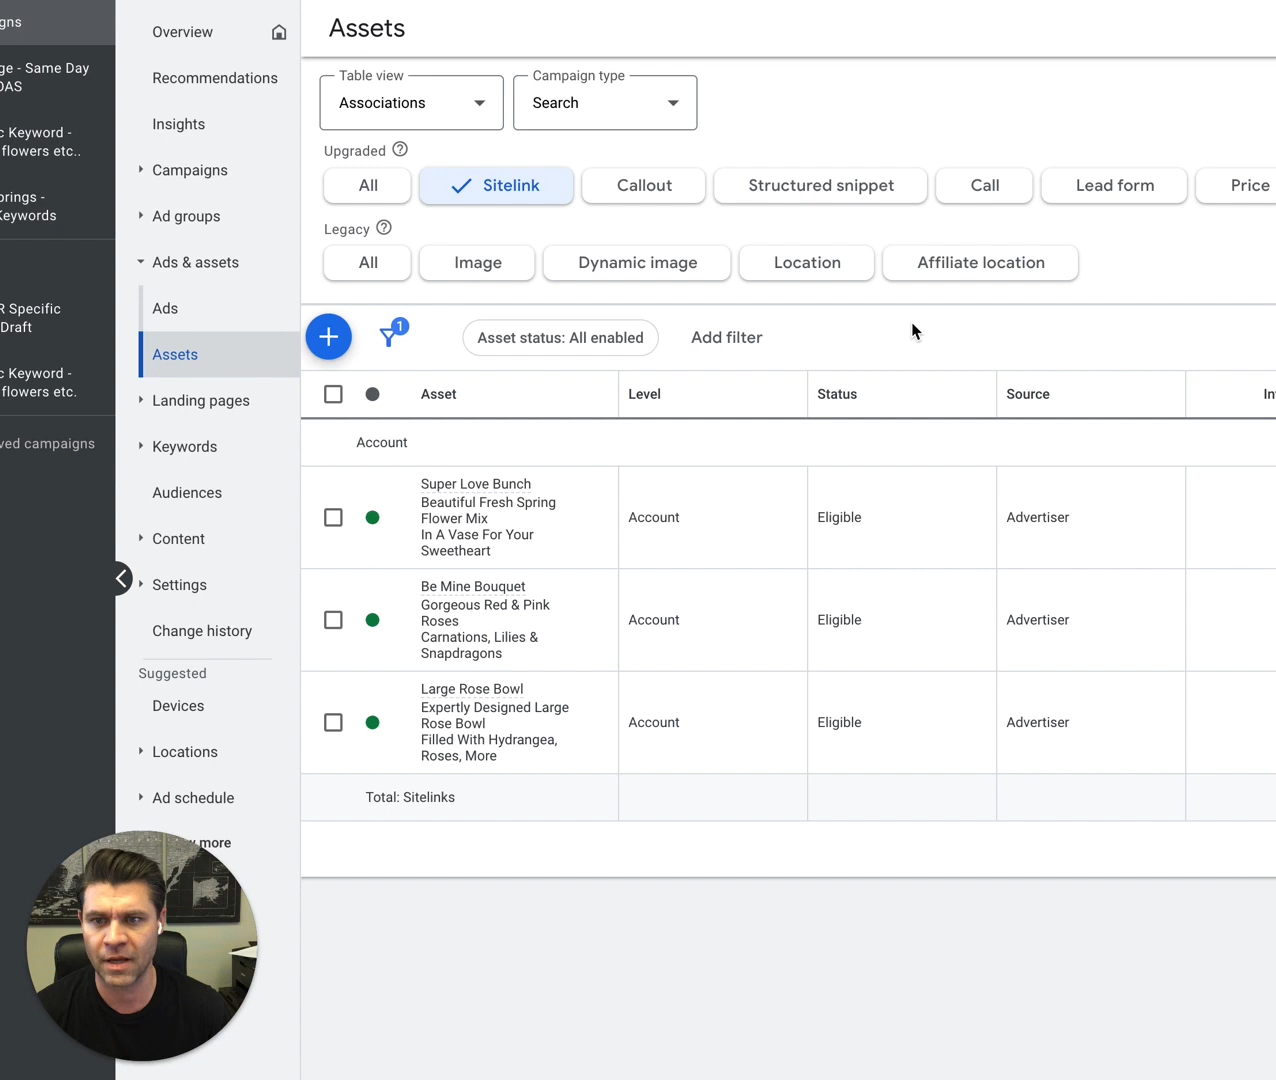 gns
ge - Same Day
OAS
c Keyword -
flowers etc..
orings -
Keywords
R Specific
Draft
c Keyword -
flowers etc.
ved campaigns
Overview
Recommendations
Insights
Campaigns
Ad groups
Ads & assets
Ads
Assets
Landing pages
Keywords
Audiences
Content
Settings
Change history
Suggested
Devices
Locations
Ad schedule
more
Assets
Table view
Associations
Campaign type
Search
Upgraded
All
Sitelink
Callout
Structured snippet
Call
Lead form
Price
Legacy
All
Image
Dynamic image
Location
Affiliate location
1
Asset status: All enabled
Add filter
Asset
Level
Status
Source
Account
Super Love Bunch
Beautiful Fresh Spring
Flower Mix
In A Vase For Your
Sweetheart
Account
Eligible
Advertiser
Be Mine Bouquet
Gorgeous Red & Pink
Roses
Carnations, Lilies &
Snapdragons
Account
Eligible
Advertiser
Large Rose Bowl
Expertly Designed Large
Rose Bowl
Filled With Hydrangea,
Roses, More
Account
Eligible
Advertiser
Total: Sitelinks